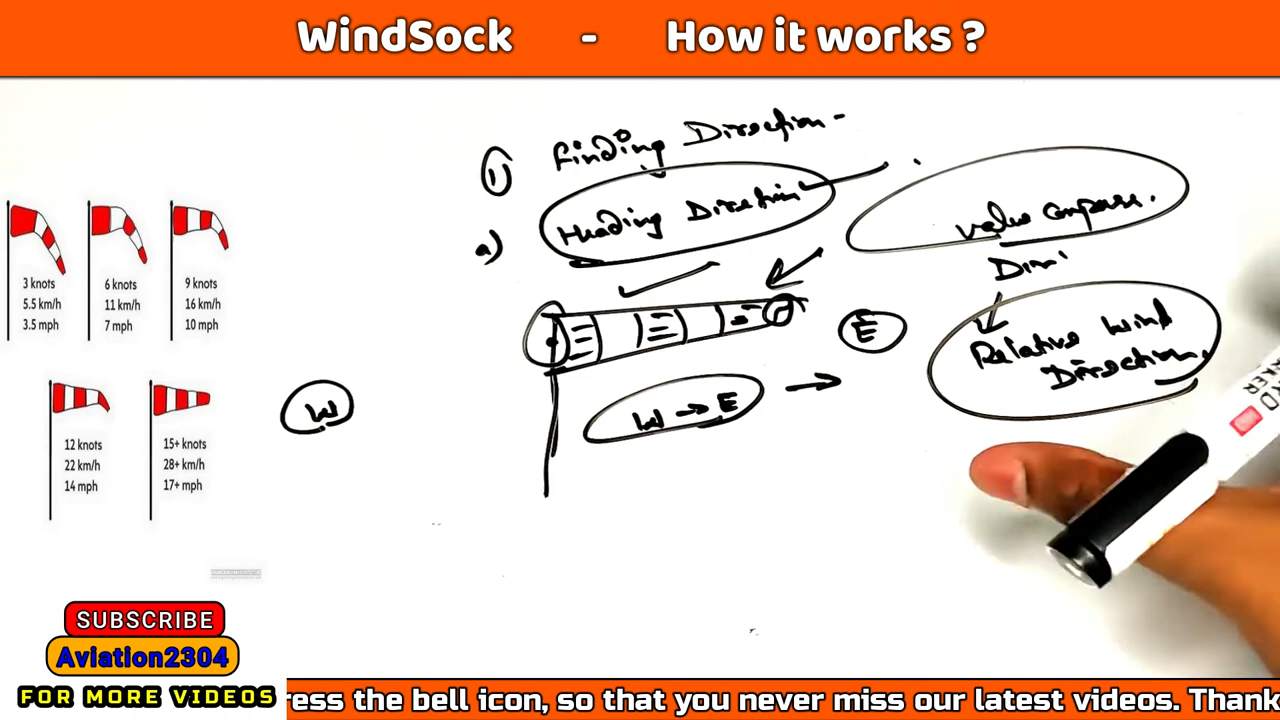 WindSock - How it works ?
① Finding Direction -
a) Heading Direction
value compass.
Dirn
Relative Wind
Direction.
E
W → E
W
3 knots
5.5 km/h
3.5 mph
6 knots
11 km/h
7 mph
9 knots
16 km/h
10 mph
12 knots
22 km/h
14 mph
15+ knots
28+ km/h
17+ mph
SUBSCRIBE
Aviation2304
FOR MORE VIDEOS
ress the bell icon, so that you never miss our latest videos. Thank